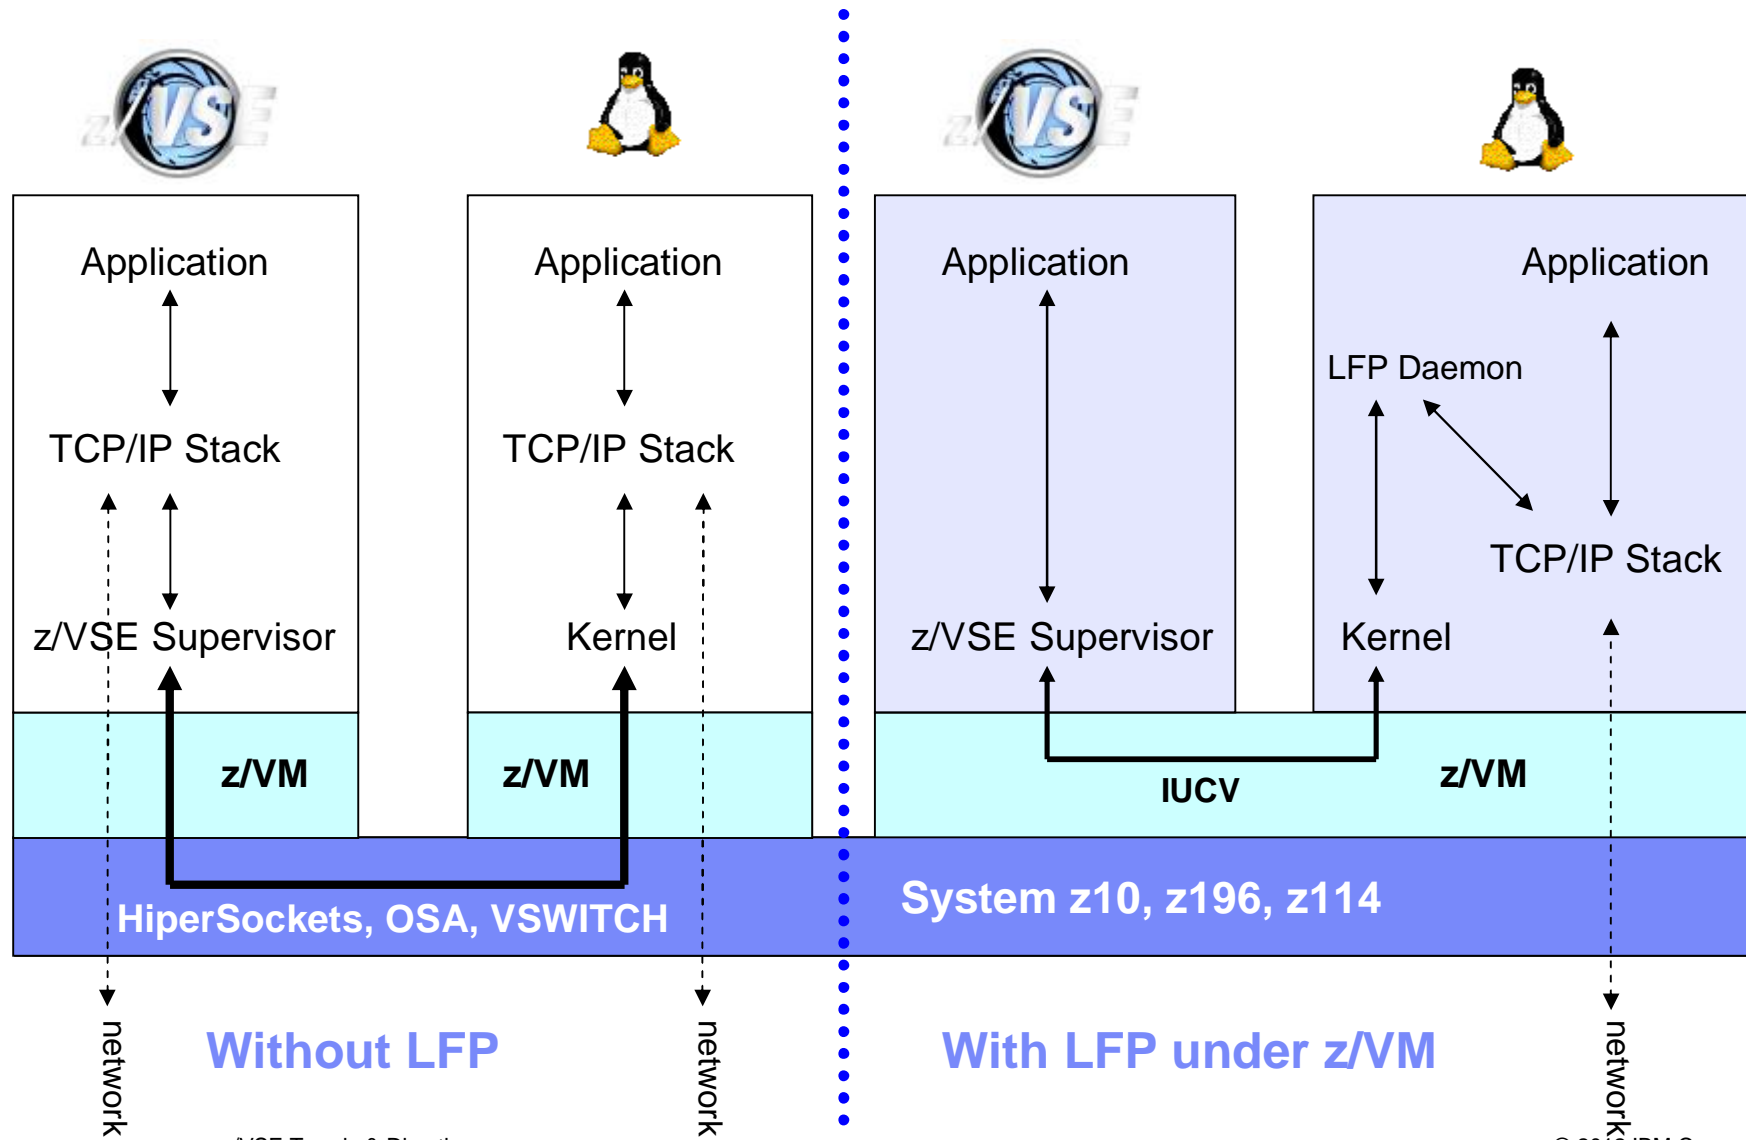 z/VSE
z/VSE
Application
Application
Application
Application
LFP Daemon
TCP/IP Stack
TCP/IP Stack
TCP/IP Stack
z/VSE Supervisor
Kernel
z/VSE Supervisor
Kernel
z/VM
z/VM
IUCV
z/VM
HiperSockets, OSA, VSWITCH
System z10, z196, z114
network
Without LFP
network
With LFP under z/VM
network